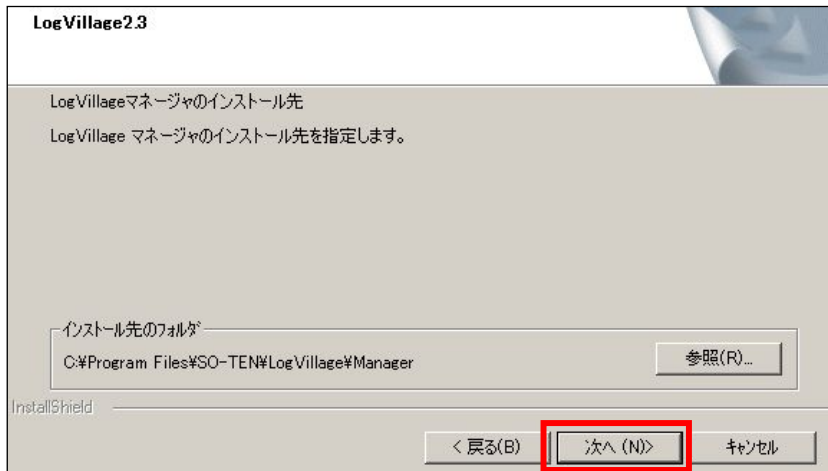 LogVillage2.3
LogVillageマネージャのインストール先
LogVillage マネージャのインストール先を指定します。
インストール先のフォルダ
C:¥Program Files¥SO-TEN¥LogVillage¥Manager
参照(R)...
InstallShield
< 戻る(B)
次へ (N)>
キャンセル